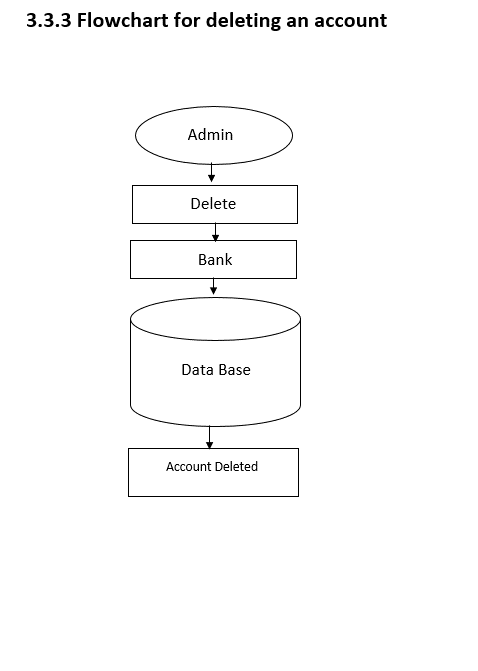 3.3.3 Flowchart for deleting an account
Admin
Delete
Bank
Data Base
Account Deleted